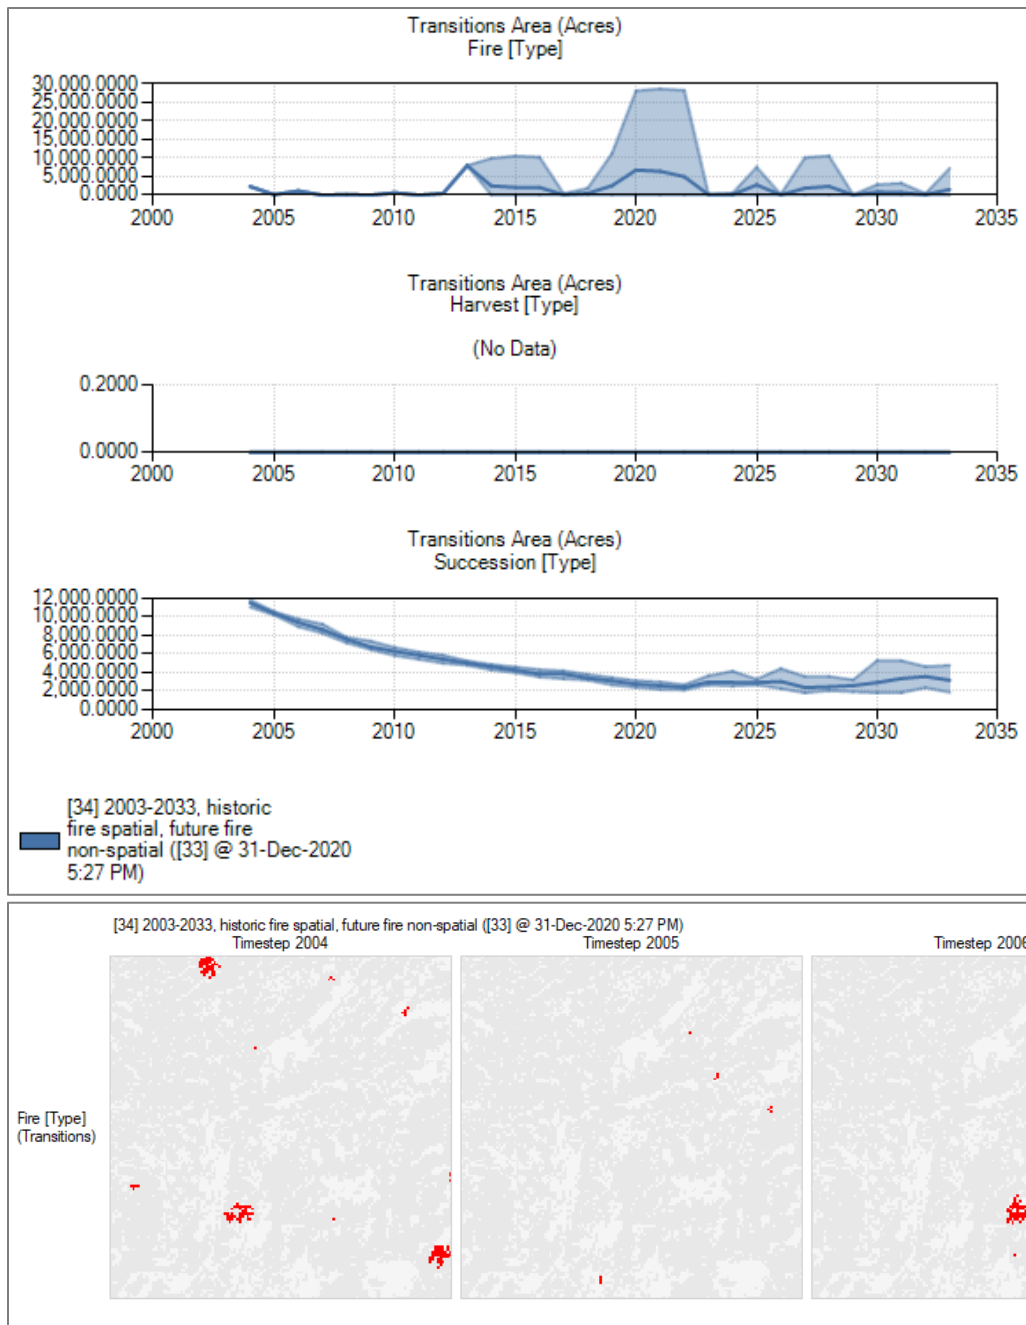 Transitions Area (Acres)
Fire [Type]
30,000.0000
25,000.0000
20,000.0000
15,000.0000
10,000.0000
5,000.0000
0.0000
2000 2005 2010 2015 2020 2025 2030 2035
Transitions Area (Acres)
Harvest [Type]
(No Data)
0.2000
0.0000
2000 2005 2010 2015 2020 2025 2030 2035
Transitions Area (Acres)
Succession [Type]
12,000.0000
10,000.0000
8,000.0000
6,000.0000
4,000.0000
2,000.0000
0.0000
2000 2005 2010 2015 2020 2025 2030 2035
[34] 2003-2033, historic
fire spatial, future fire
non-spatial ([33] @ 31-Dec-2020
5:27 PM)
[34] 2003-2033, historic fire spatial, future fire non-spatial ([33] @ 31-Dec-2020 5:27 PM)
Timestep 2004 Timestep 2005 Timestep 2006
Fire [Type]
(Transitions)